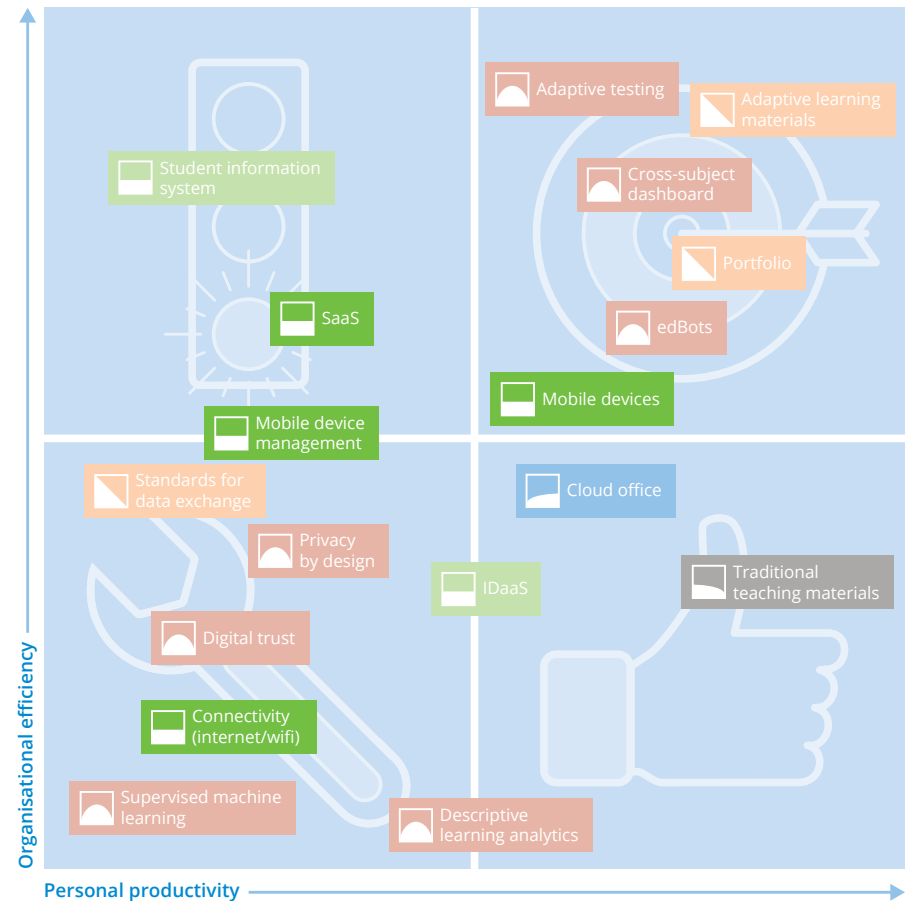 Adaptive testing
Adaptive learning
materials
Student information
system
Cross-subject
dashboard
Portfolio
SaaS
edBots
Mobile devices
Mobile device
management
Standards for
data exchange
Cloud office
Privacy
by design
IDaaS
Traditional
teaching materials
Digital trust
Connectivity
(internet/wifi)
Supervised machine
learning
Descriptive
learning analytics
Organisational efficiency
Personal productivity